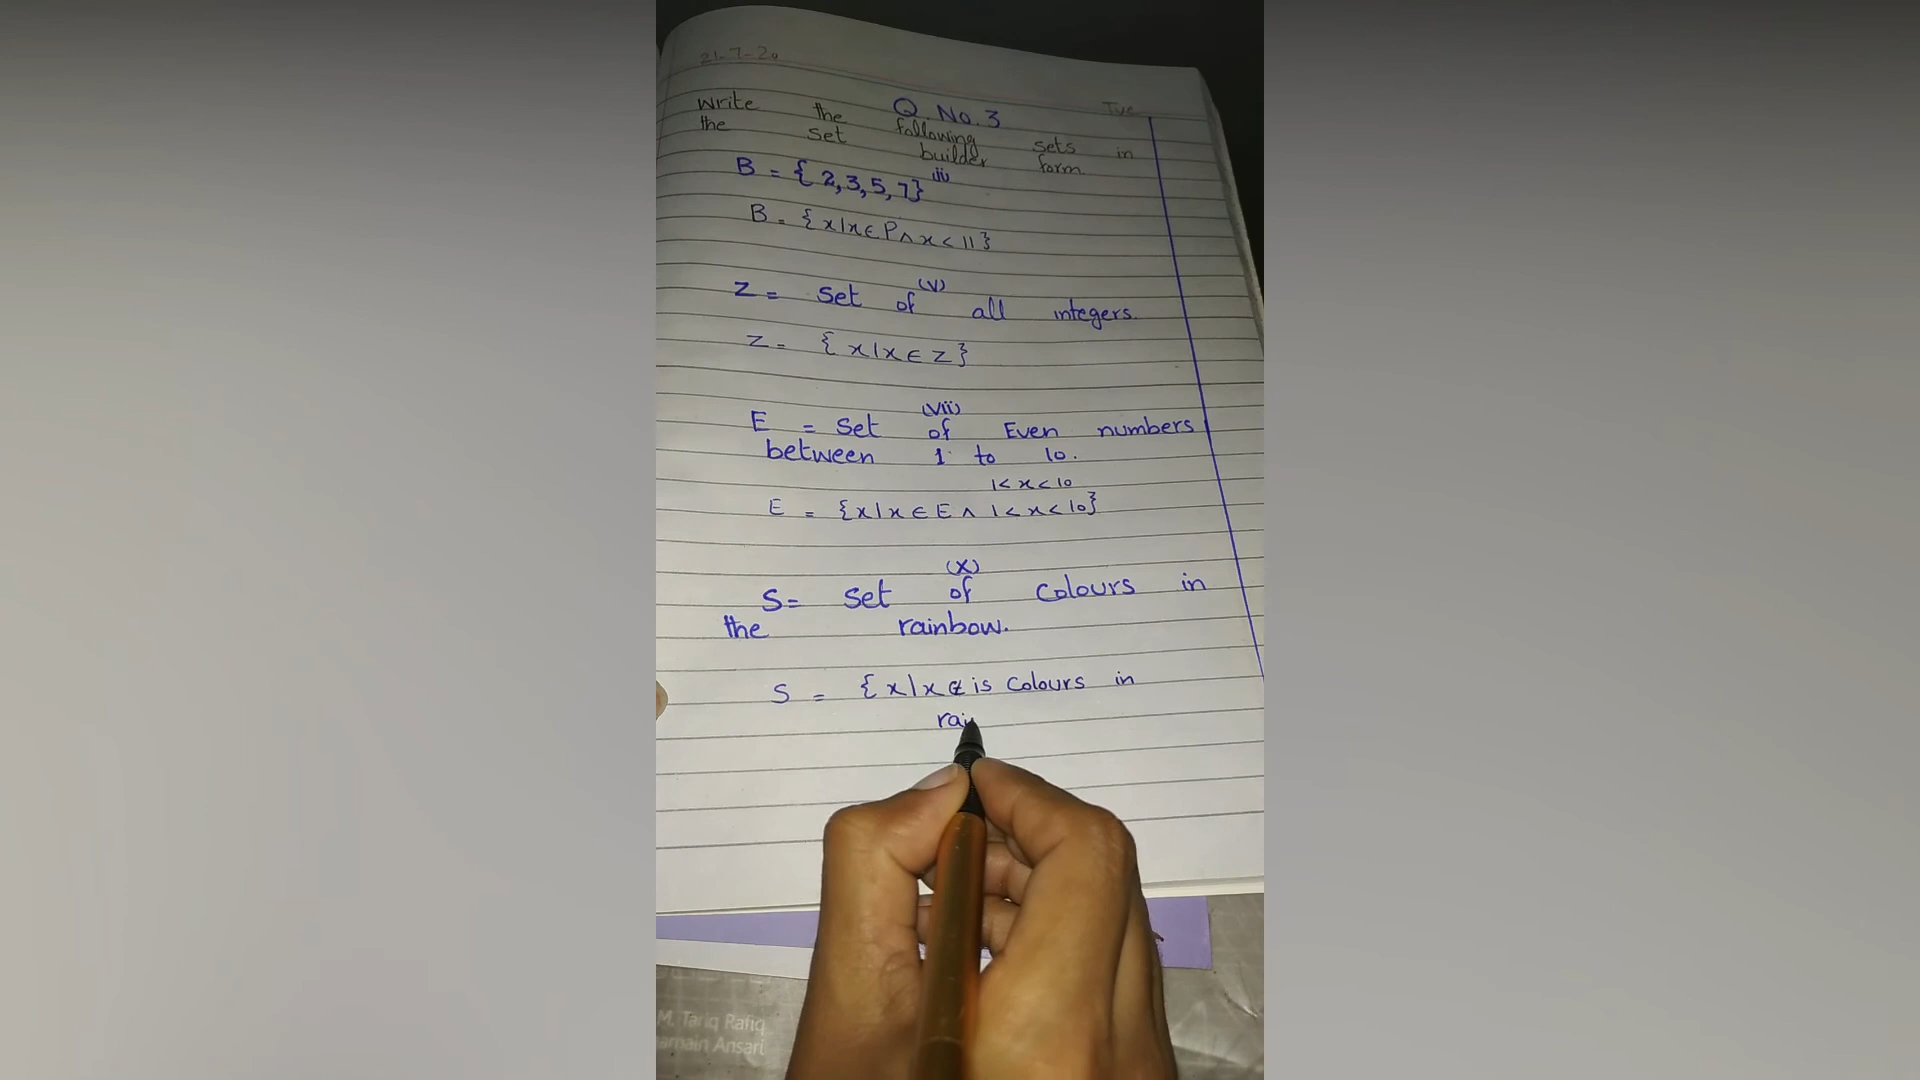 21-7-20
Tue
Q. No. 3
Write the following sets in
the set builder form.
iii
B = { 2, 3, 5, 7}
B = {x|x∈P∧x<11}
(v)
Z = Set of all integers.
Z = {x|x∈Z}
(vii)
E = Set of Even numbers
between 1 to 10.
1<x<10
E = {x|x∈E∧1<x<10}
(x)
S = Set of Colours in
the rainbow.
S = {x|x is Colours in
rai
M. Tariq Rafiq
Ansari